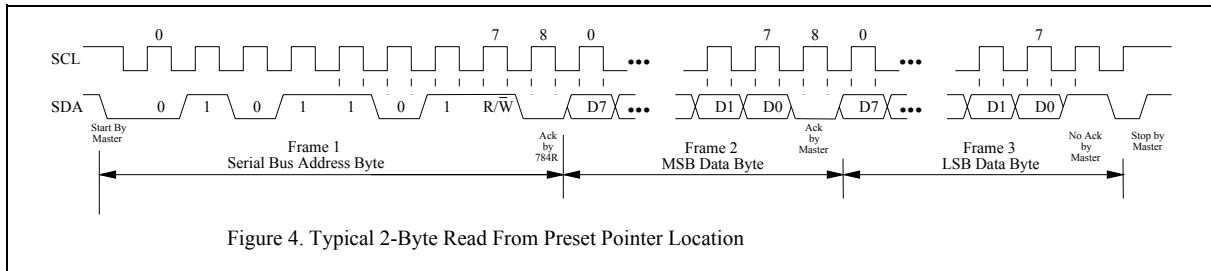 0 7 8 0 7 8 0 7
SCL
SDA 0 1 0 1 1 0 1 R/W̅ D7 D1 D0 D7 D1 D0
Start By
Master
Ack
by
784R
Ack
by
Master
No Ack
by
Master
Stop by
Master
Frame 1
Serial Bus Address Byte
Frame 2
MSB Data Byte
Frame 3
LSB Data Byte
Figure 4. Typical 2-Byte Read From Preset Pointer Location